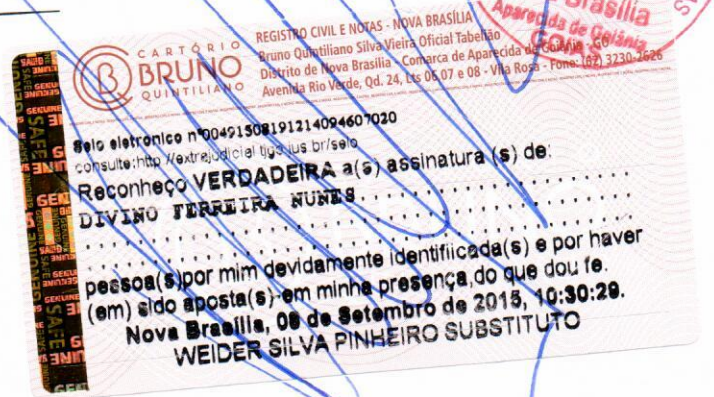 Brasília
Aparecida de Goiânia
GOIÁS
CARTÓRIO
BRUNO
QUINTILIANO
REGISTRO CIVIL E NOTAS - NOVA BRASÍLIA
Bruno Quintiliano Silva Vieira Oficial Tabelião
Distrito de Nova Brasília - Comarca de Aparecida de Goiânia - GO
Avenida Rio Verde, Qd. 24, Lts 06,07 e 08 - Vila Rosa - Fone: (62) 3230-2626
Selo eletronico nº00491508191214094607020
consulte:http://extrajudicial.tjgo.jus.br/selo
Reconheço VERDADEIRA a(s) assinatura (s) de:
DIVINO FERREIRA NUNES
pessoa(s)por mim devidamente identifiicada(s) e por haver
(em) sido aposta(s)-em minha presença,do que dou fe.
Nova Brasilia, de Setembro de 2015, 10:30:29.
WEIDER SILVA PINHEIRO SUBSTITUTO